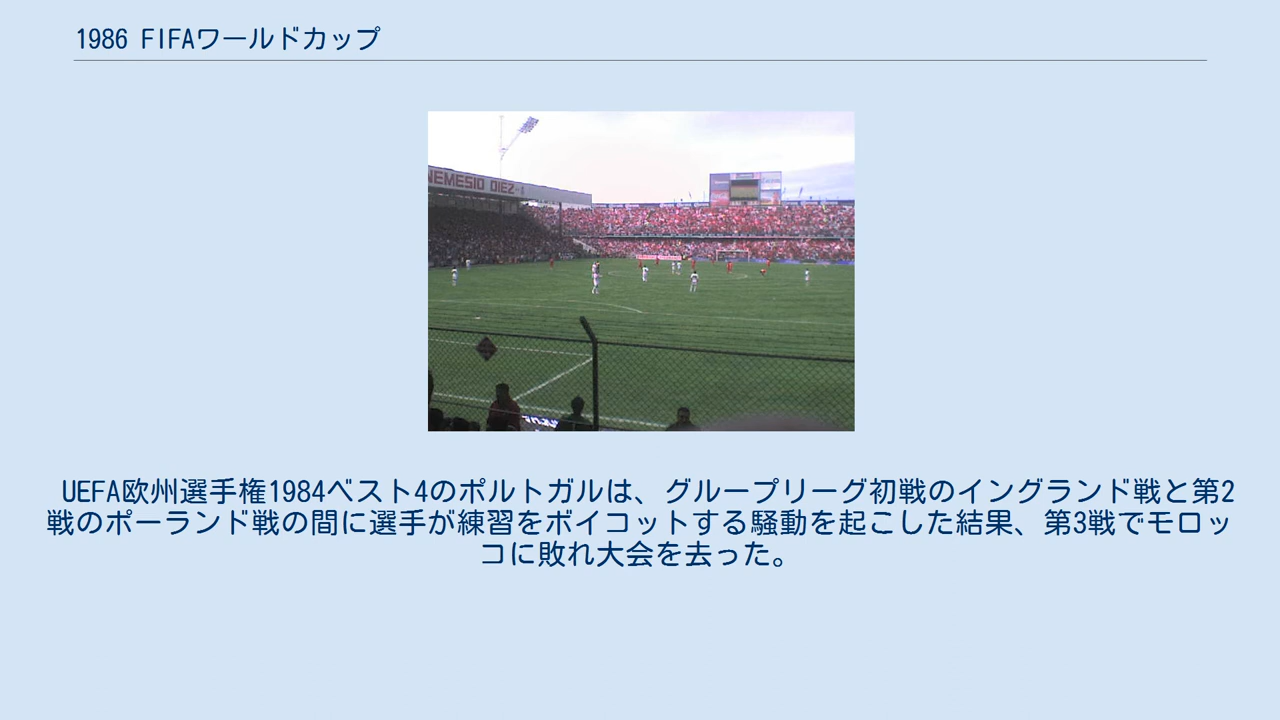 1986 FIFAワールドカップ
NEMESIO DIEZ
UEFA欧州選手権1984ベスト4のポルトガルは、グループリーグ初戦のイングランド戦と第2
戦のポーランド戦の間に選手が練習をボイコットする騒動を起こした結果、第3戦でモロッ
コに敗れ大会を去った。